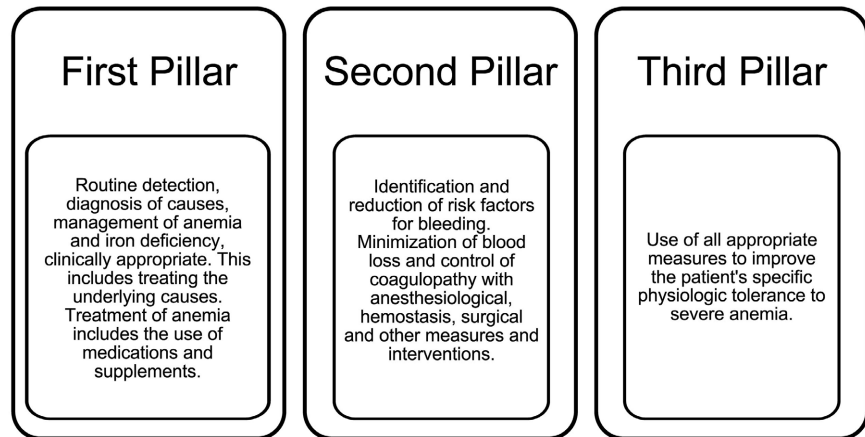 First Pillar
Routine detection,
diagnosis of causes,
management of anemia
and iron deficiency,
clinically appropriate. This
includes treating the
underlying causes.
Treatment of anemia
includes the use of
medications and
supplements.
Second Pillar
Identification and
reduction of risk factors
for bleeding.
Minimization of blood
loss and control of
coagulopathy with
anesthesiological,
hemostasis, surgical
and other measures and
interventions.
Third Pillar
Use of all appropriate
measures to improve
the patient's specific
physiologic tolerance to
severe anemia.